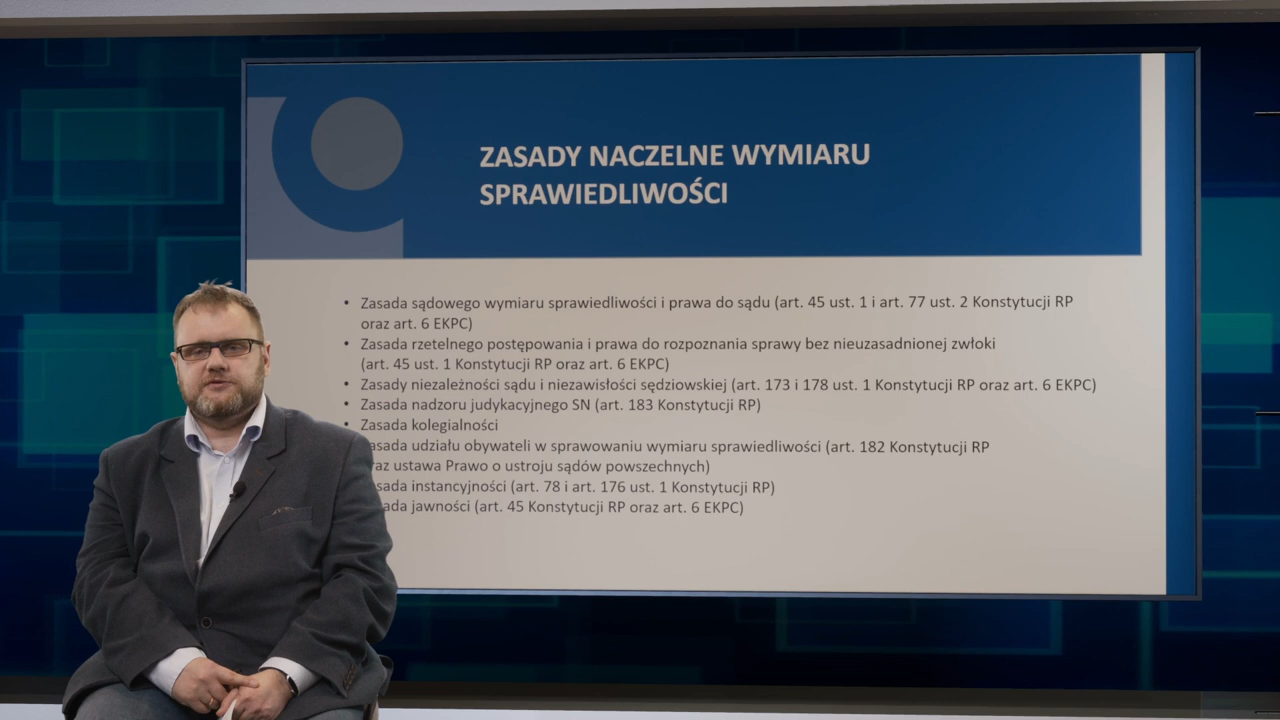 ZASADY NACZELNE WYMIARU
SPRAWIEDLIWOŚCI
• Zasada sądowego wymiaru sprawiedliwości i prawa do sądu (art. 45 ust. 1 i art. 77 ust. 2 Konstytucji RP
oraz art. 6 EKPC)
• Zasada rzetelnego postępowania i prawa do rozpoznania sprawy bez nieuzasadnionej zwłoki
(art. 45 ust. 1 Konstytucji RP oraz art. 6 EKPC)
• Zasady niezależności sądu i niezawisłości sędziowskiej (art. 173 i 178 ust. 1 Konstytucji RP oraz art. 6 EKPC)
• Zasada nadzoru judykacyjnego SN (art. 183 Konstytucji RP)
• Zasada kolegialności
udziału obywateli w sprawowaniu wymiaru sprawiedliwości (art. 182 Konstytucji RP
ustawa Prawo o ustroju sądów powszechnych)
instancyjności (art. 78 i art. 176 ust. 1 Konstytucji RP)
jawności (art. 45 Konstytucji RP oraz art. 6 EKPC)